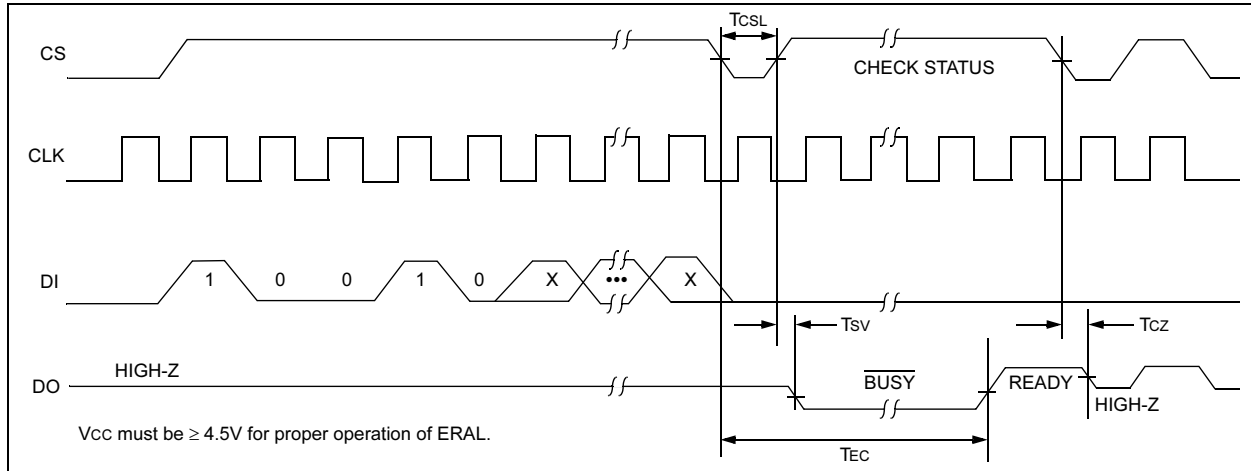 TCSL
CS
CHECK STATUS
CLK
DI
1 0 0 1 0 X ••• X
TSV
TCZ
DO
HIGH-Z
BUSY
READY
HIGH-Z
VCC must be ≥ 4.5V for proper operation of ERAL.
TEC